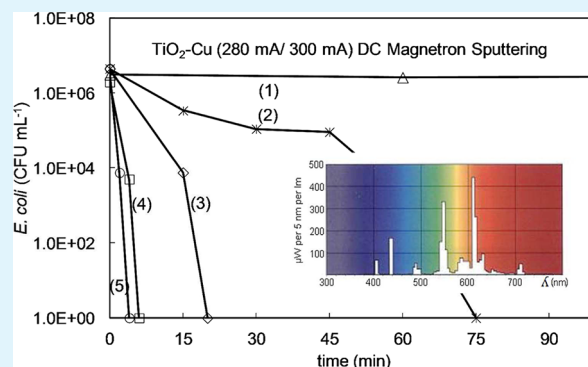 1.0E+08
TiO2-Cu (280 mA/ 300 mA) DC Magnetron Sputtering
1.0E+06
(1)
(2)
E. coli (CFU mL-1)
1.0E+04
(4)
(3)
1.0E+02
(5)
1.0E+00
0 15 30 45 60 75 90
time (min)
µW per 5 nm per lm
500
400
300
200
100
300 400 500 600 700 λ (nm)